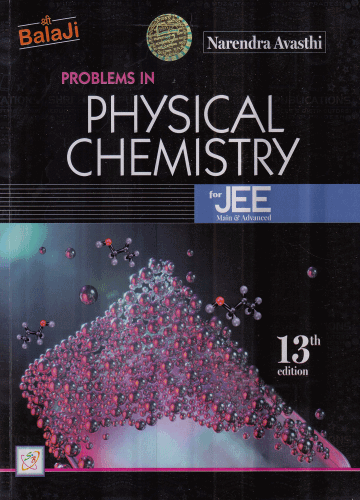 श्री
BalaJi
Narendra Avasthi
PROBLEMS IN
PHYSICAL
CHEMISTRY
for JEE
Main & Advanced
13th
edition